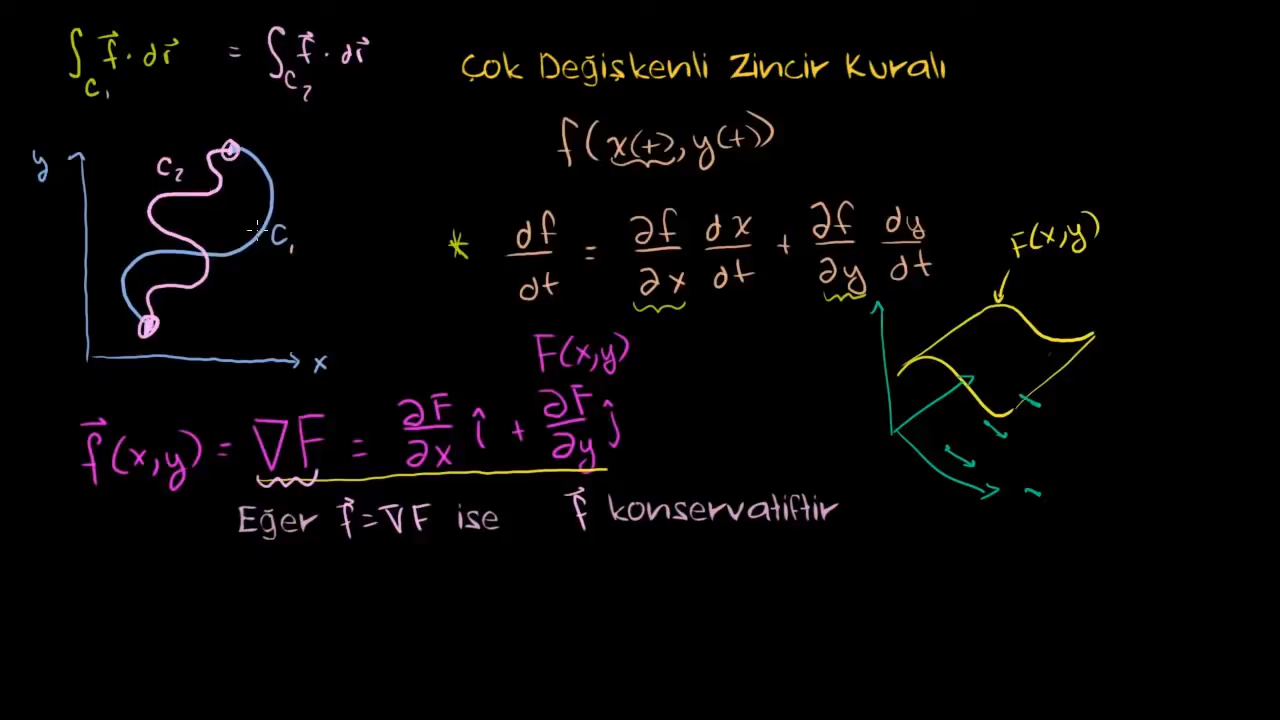 ∫_{C₁} f⃗ · dr⃗ = ∫_{C₂} f⃗ · dr⃗
Çok Değişkenli Zincir Kuralı
f(x(t), y(t))
y
C₂
C₁
x
* df/dt = ∂f/∂x dx/dt + ∂f/∂y dy/dt
F(x,y)
F(x,y)
f⃗(x,y) = ∇F = ∂F/∂x î + ∂F/∂y ĵ
Eğer f⃗ = ∇F ise f⃗ konservatiftir